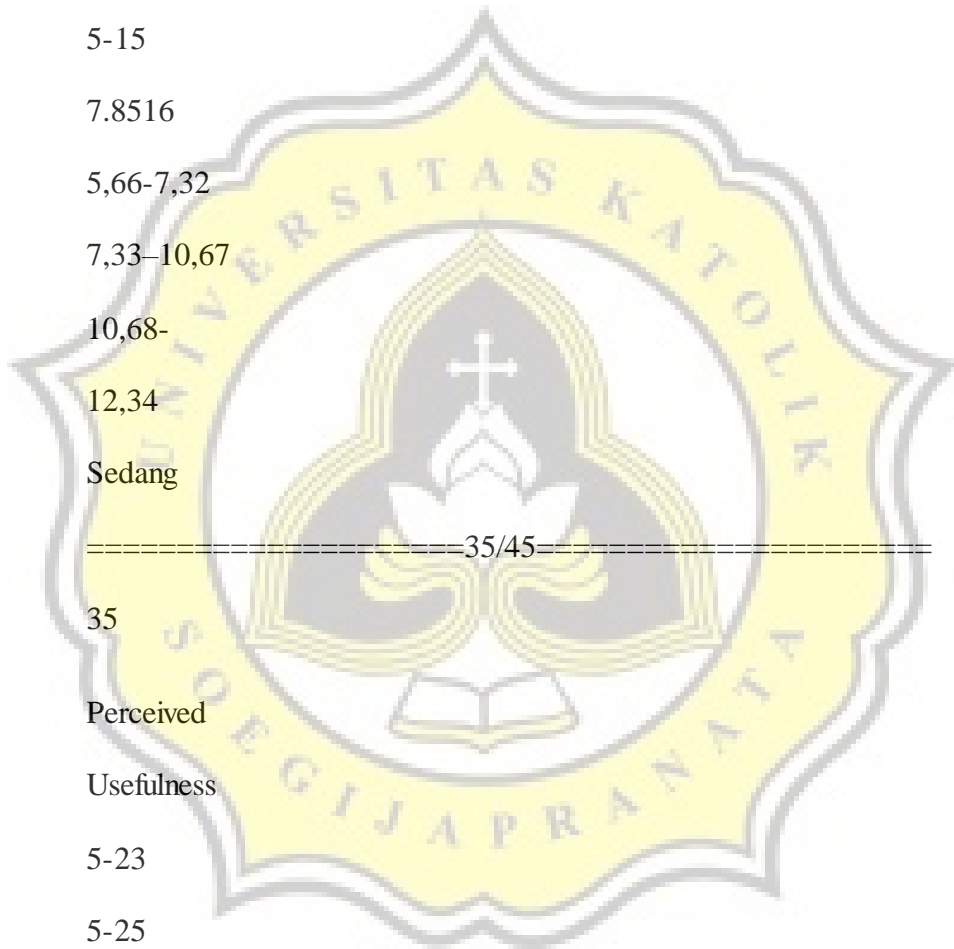 5-15
7.8516
5,66-7,32
7,33–10,67
10,68-
12,34
Sedang
===========================35/45============================
35
Perceived
Usefulness
5-23
5-25
UNIVERSITAS KATOLIK
SOEGIJAPRANATA